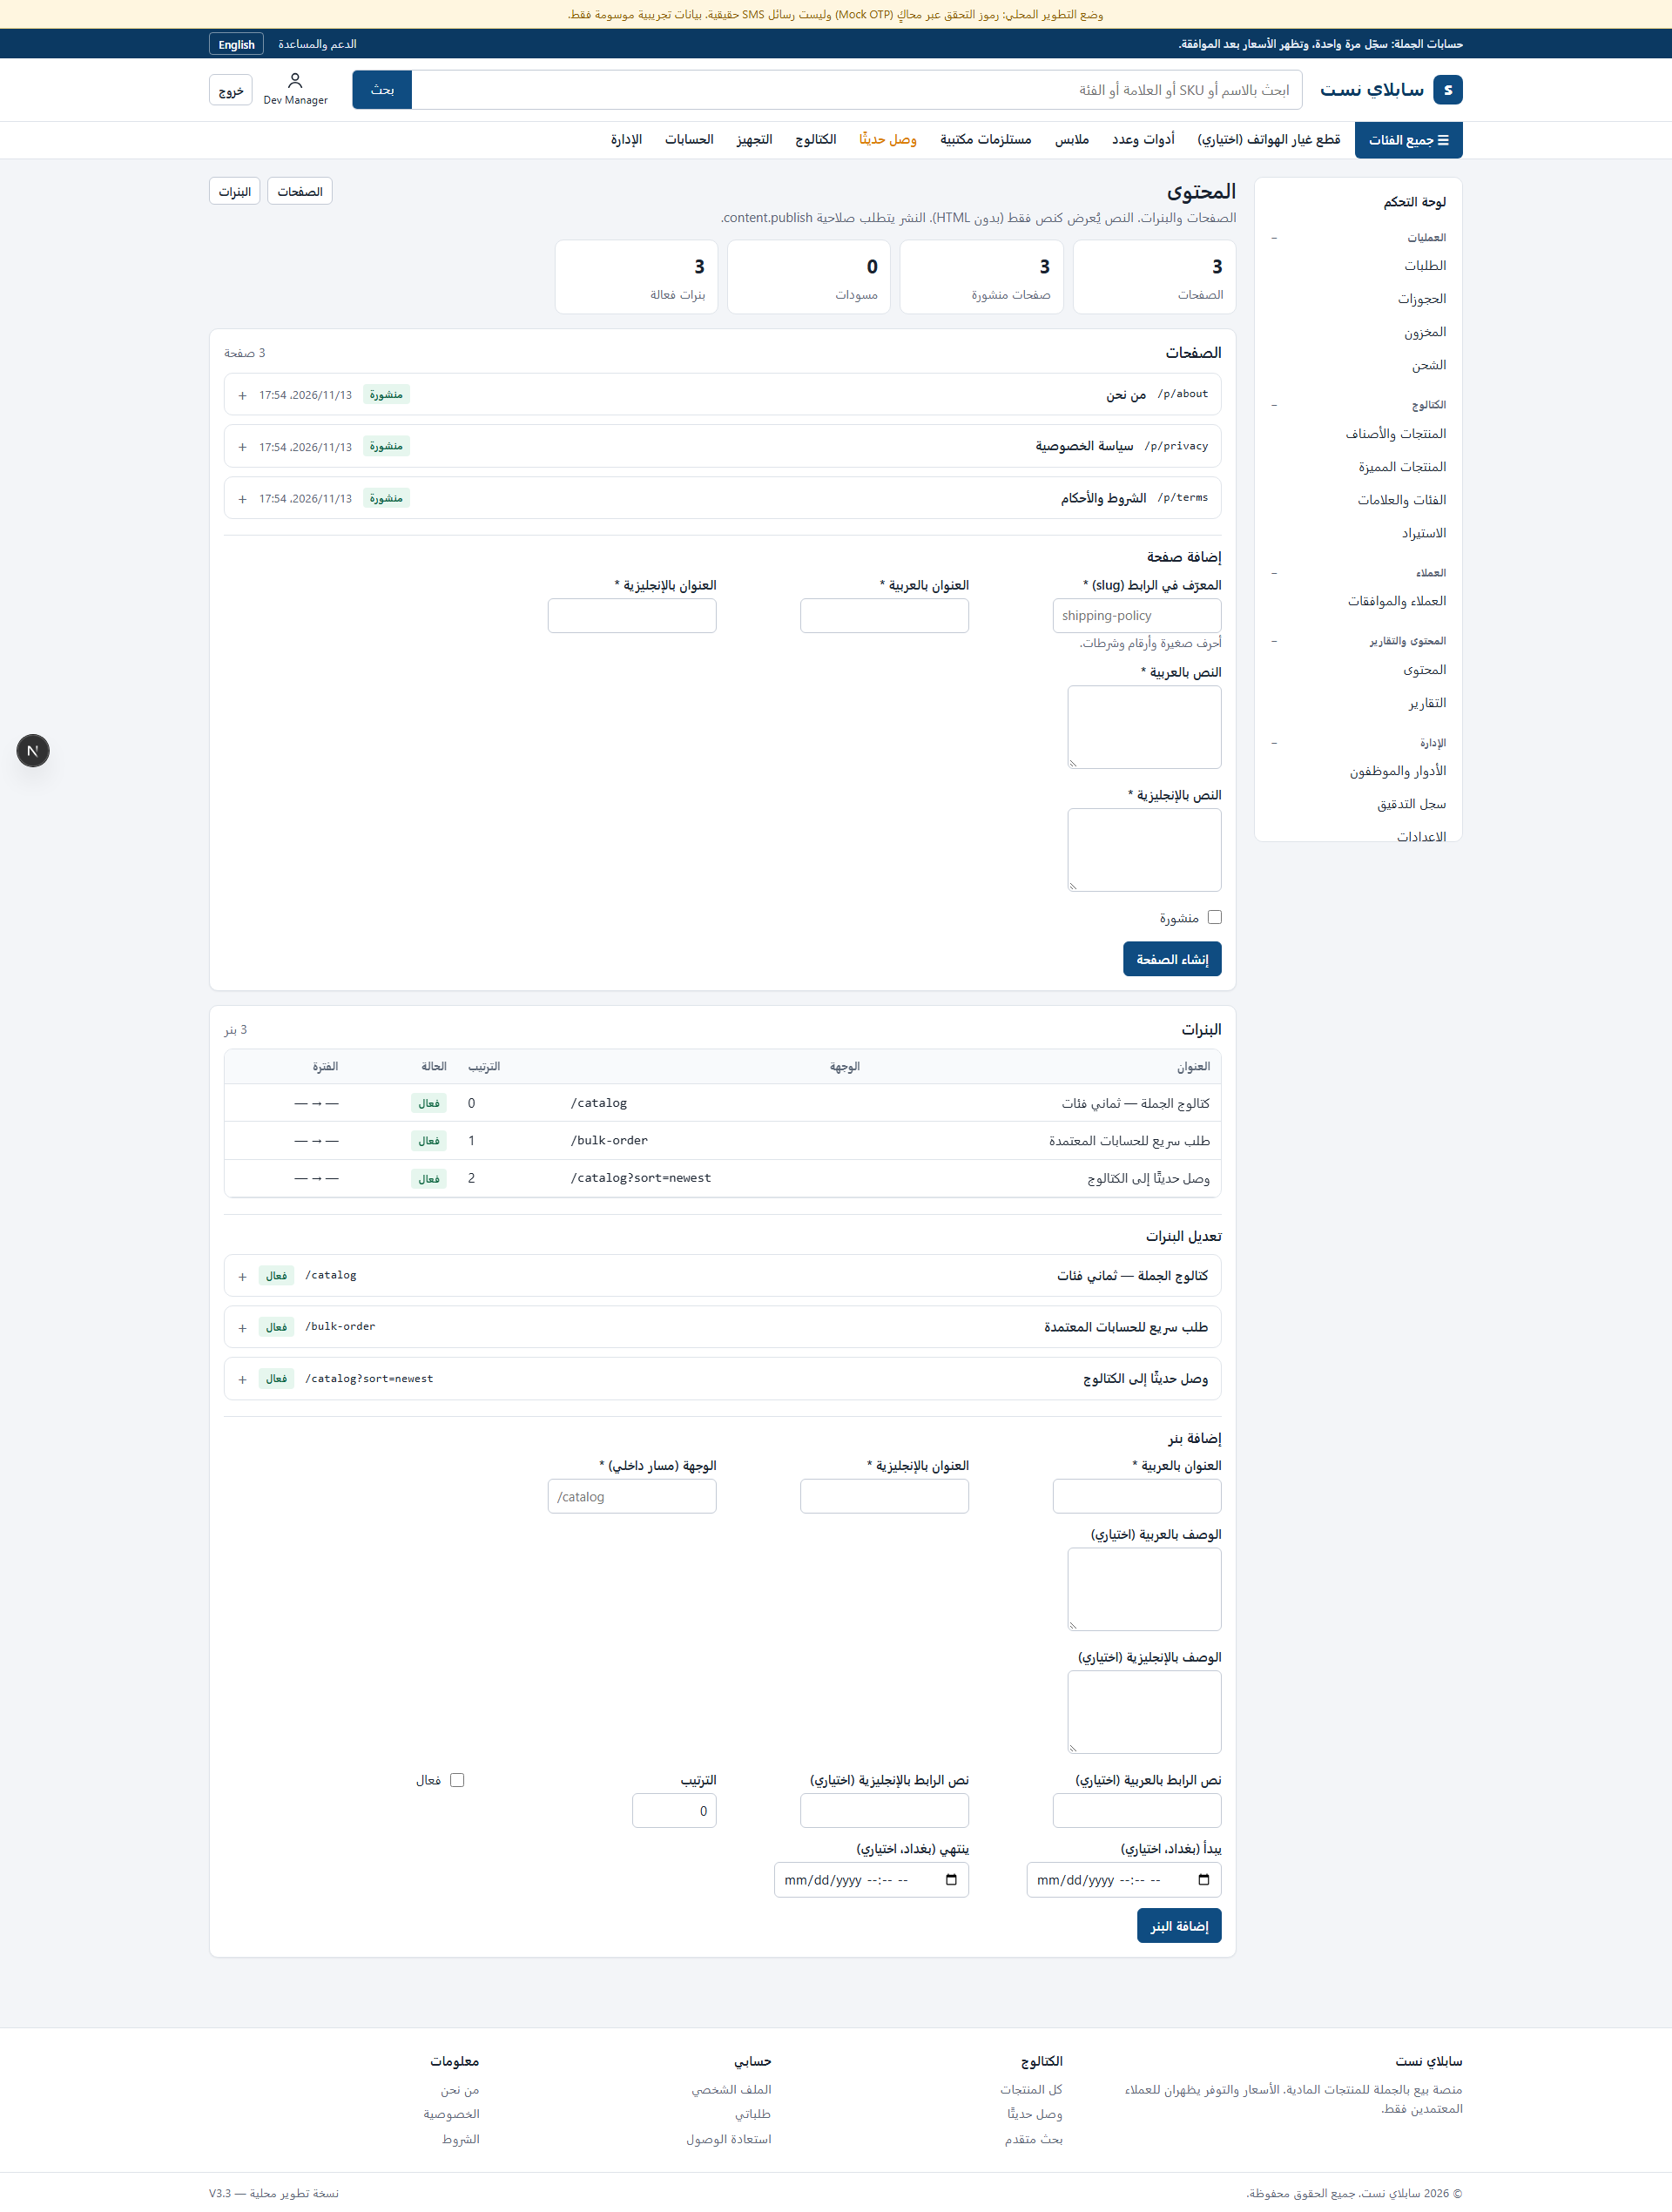 وضع التطوير المحلي: رموز التحقق عبر محاكٍ (Mock OTP) وليست رسائل SMS حقيقية. بيانات تجريبية موسومة فقط.
حسابات الجملة: سجّل مرة واحدة، وتظهر الأسعار بعد الموافقة.
الدعم والمساعدة
English
S
سابلاي نست
ابحث بالاسم أو SKU أو العلامة أو الفئة
بحث
Dev Manager
خروج
☰ جميع الفئات
قطع غيار الهواتف (اختياري)
أدوات وعدد
ملابس
مستلزمات مكتبية
وصل حديثًا
الكتالوج
التجهيز
الحسابات
الإدارة
لوحة التحكم
العمليات –
الطلبات
الحجوزات
المخزون
الشحن
الكتالوج –
المنتجات والأصناف
المنتجات المميزة
الفئات والعلامات
الاستيراد
العملاء –
العملاء والموافقات
المحتوى والتقارير –
المحتوى
التقارير
الإدارة –
الأدوار والموظفون
سجل التدقيق
الإعدادات
المحتوى
الصفحات
البنرات
الصفحات والبنرات. النص يُعرض كنص فقط (بدون HTML). النشر يتطلب صلاحية content.publish.
3
الصفحات
3
صفحات منشورة
0
مسودات
3
بنرات فعالة
الصفحات
3 صفحة
/p/about من نحن منشورة 2026/11/13، 17:54 +
/p/privacy سياسة الخصوصية منشورة 2026/11/13، 17:54 +
/p/terms الشروط والأحكام منشورة 2026/11/13، 17:54 +
إضافة صفحة
المعرّف في الرابط (slug) *
العنوان بالعربية *
العنوان بالإنجليزية *
shipping-policy
أحرف صغيرة وأرقام وشرطات.
النص بالعربية *
النص بالإنجليزية *
منشورة
إنشاء الصفحة
البنرات
3 بنر
العنوان الوجهة الترتيب الحالة الفترة
كتالوج الجملة — ثماني فئات /catalog 0 فعال — → —
طلب سريع للحسابات المعتمدة /bulk-order 1 فعال — → —
وصل حديثًا إلى الكتالوج /catalog?sort=newest 2 فعال — → —
تعديل البنرات
كتالوج الجملة — ثماني فئات /catalog فعال +
طلب سريع للحسابات المعتمدة /bulk-order فعال +
وصل حديثًا إلى الكتالوج /catalog?sort=newest فعال +
إضافة بنر
العنوان بالعربية *
العنوان بالإنجليزية *
الوجهة (مسار داخلي) *
/catalog
الوصف بالعربية (اختياري)
الوصف بالإنجليزية (اختياري)
نص الرابط بالعربية (اختياري)
نص الرابط بالإنجليزية (اختياري)
الترتيب
فعال
0
يبدأ (بغداد، اختياري)
ينتهي (بغداد، اختياري)
mm/dd/yyyy --:-- --
mm/dd/yyyy --:-- --
إضافة البنر
N
سابلاي نست
منصة بيع بالجملة للمنتجات المادية. الأسعار والتوفر يظهران للعملاء
المعتمدين فقط.
الكتالوج
كل المنتجات
وصل حديثًا
بحث متقدم
حسابي
الملف الشخصي
طلباتي
استعادة الوصول
معلومات
من نحن
الخصوصية
الشروط
© 2026 سابلاي نست. جميع الحقوق محفوظة.
نسخة تطوير محلية — V3.3